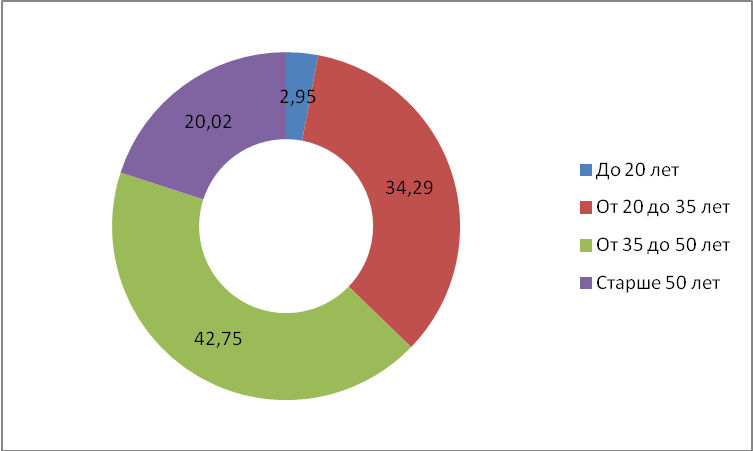 2,95
20,02
34,29
42,75
До 20 лет
От 20 до 35 лет
От 35 до 50 лет
Старше 50 лет